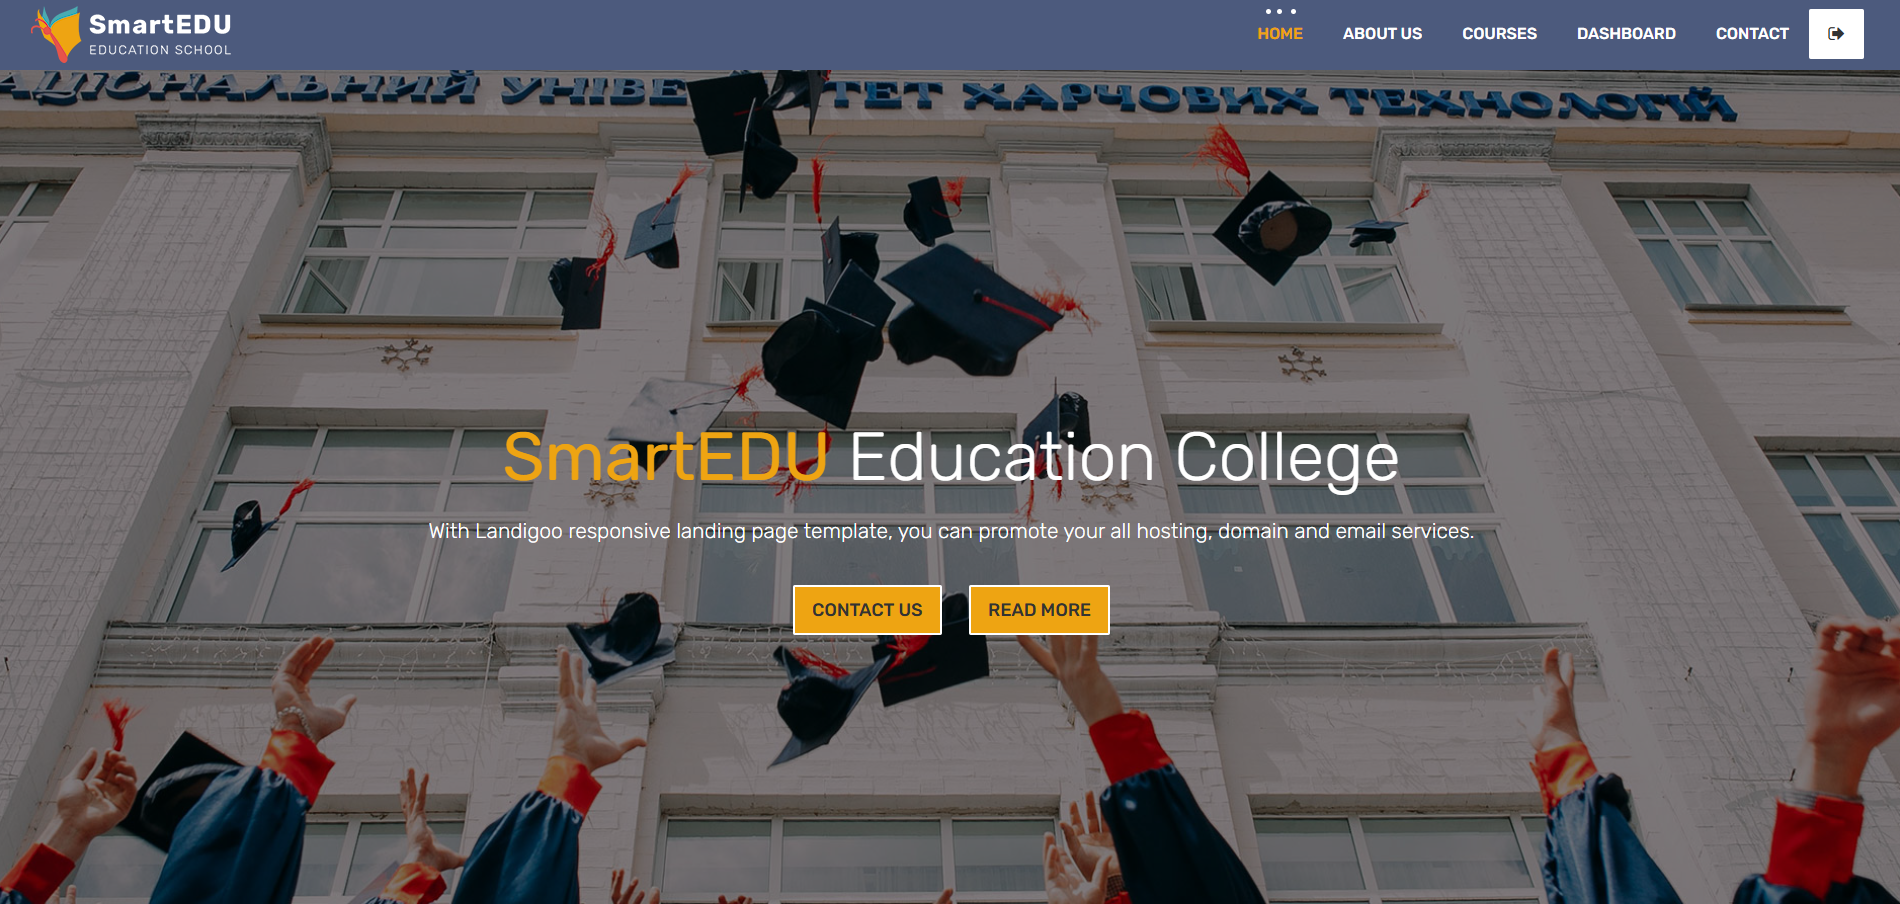 SmartEDU
EDUCATION SCHOOL
HOME ABOUT US COURSES DASHBOARD CONTACT
АЦІОНАЛЬНИЙ УНІВЕ ТЕТ ХАРЧОВИХ ТЕХНОЛОГІЙ
SmartEDU Education College
With Landigoo responsive landing page template, you can promote your all hosting, domain and email services.
CONTACT US READ MORE